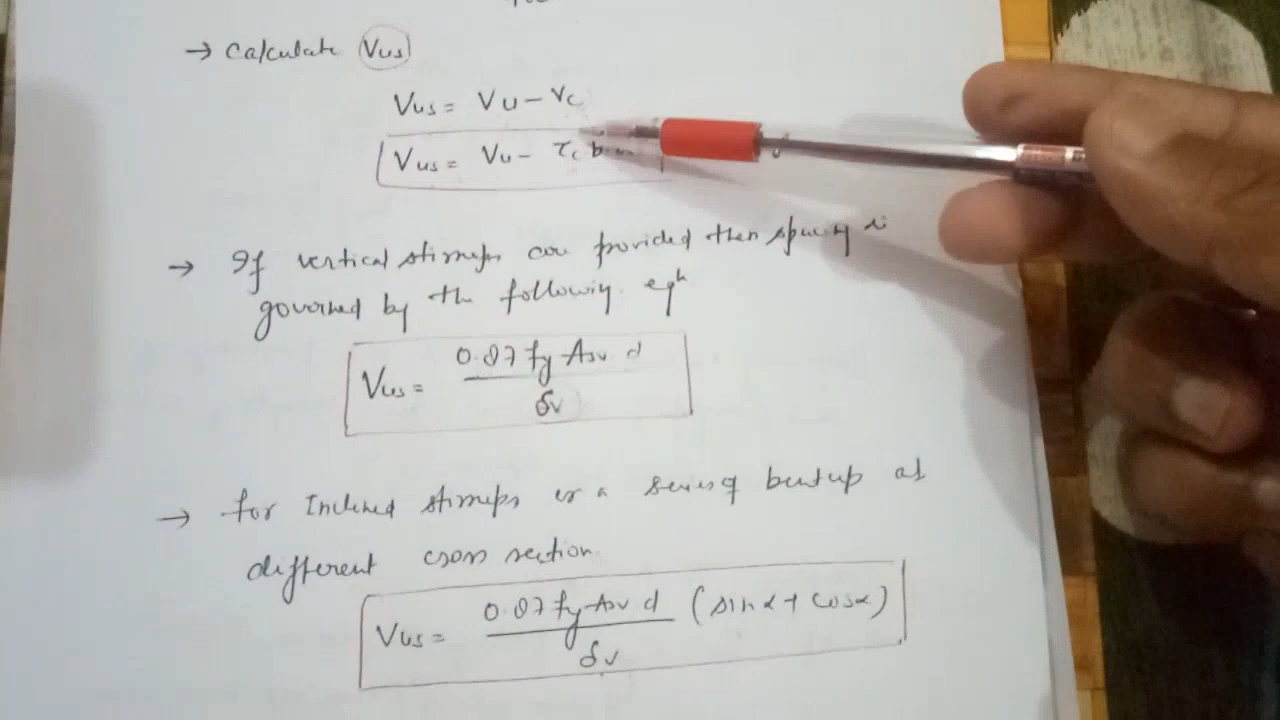 → Calculate Vus
Vus = Vu - Vc
Vus = Vu - τc b
→ If vertical stirrups are provided then spacing is
governed by the following eqn
Vus = 0.87 fy Asv d / Sv
→ for Inclined stirrups or a series of bentup at
different cross section
Vus = 0.87 fy Asv d / Sv (sinα + cosα)